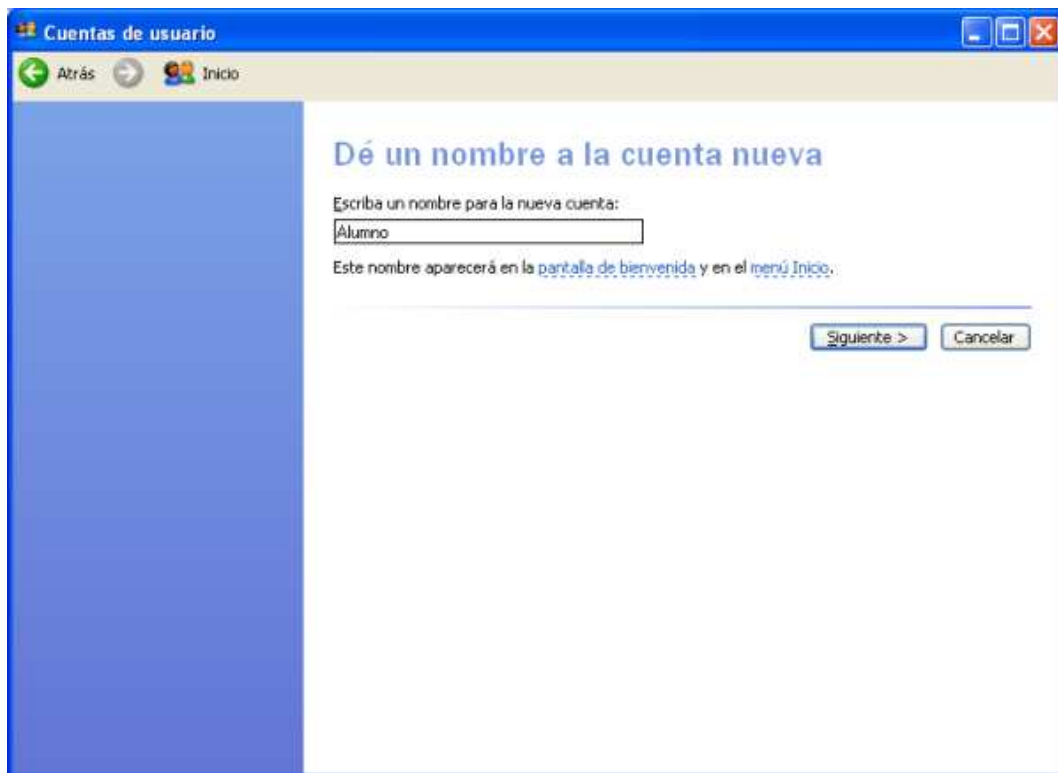 Cuentas de usuario
Atrás Inicio
Dé un nombre a la cuenta nueva
Escriba un nombre para la nueva cuenta:
Alumno
Este nombre aparecerá en la pantalla de bienvenida y en el menú Inicio.
Siguiente > Cancelar